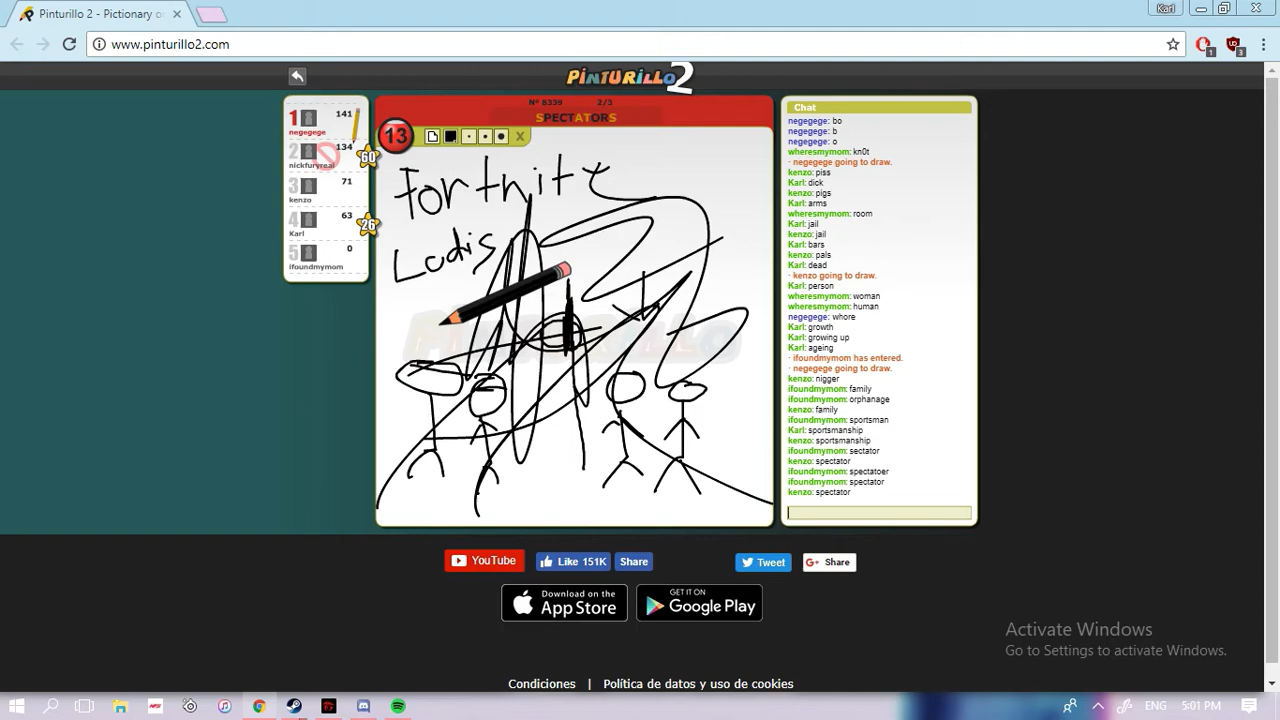 Pinturillo 2 - Pictionary or
Karl
www.pinturillo2.com
1
3
PiNTURiLLO 2
Nº 8339
2/3
SPECTATORS
13
X
1
141
negegege
2
134
nickfuryreal
60
3
71
kenzo
4
63
Karl
26
5
0
ifoundmymom
Fortnite
Chat
negegege: bo
negegege: b
negegege: o
wheresmymom: kn0t
· negegege going to draw.
kenzo: piss
Karl: dick
kenzo: pigs
Karl: arms
wheresmymom: room
Karl: jail
kenzo: jail
Karl: bars
kenzo: pals
Karl: dead
· kenzo going to draw.
Karl: person
wheresmymom: woman
wheresmymom: human
negegege: whore
Karl: growth
Karl: growing up
Karl: ageing
· ifoundmymom has entered.
· negegege going to draw.
kenzo: nigger
ifoundmymom: family
ifoundmymom: orphanage
kenzo: family
ifoundmymom: sportsman
Karl: sportsmanship
kenzo: sportsmanship
ifoundmymom: sectator
kenzo: spectator
ifoundmymom: spectatoer
ifoundmymom: spectator
kenzo: spectator
YouTube
Like 151K
Share
Tweet
Share
Download on the
App Store
GET IT ON
Google Play
Activate Windows
Go to Settings to activate Windows.
Condiciones | Política de datos y uso de cookies
ENG
5:01 PM